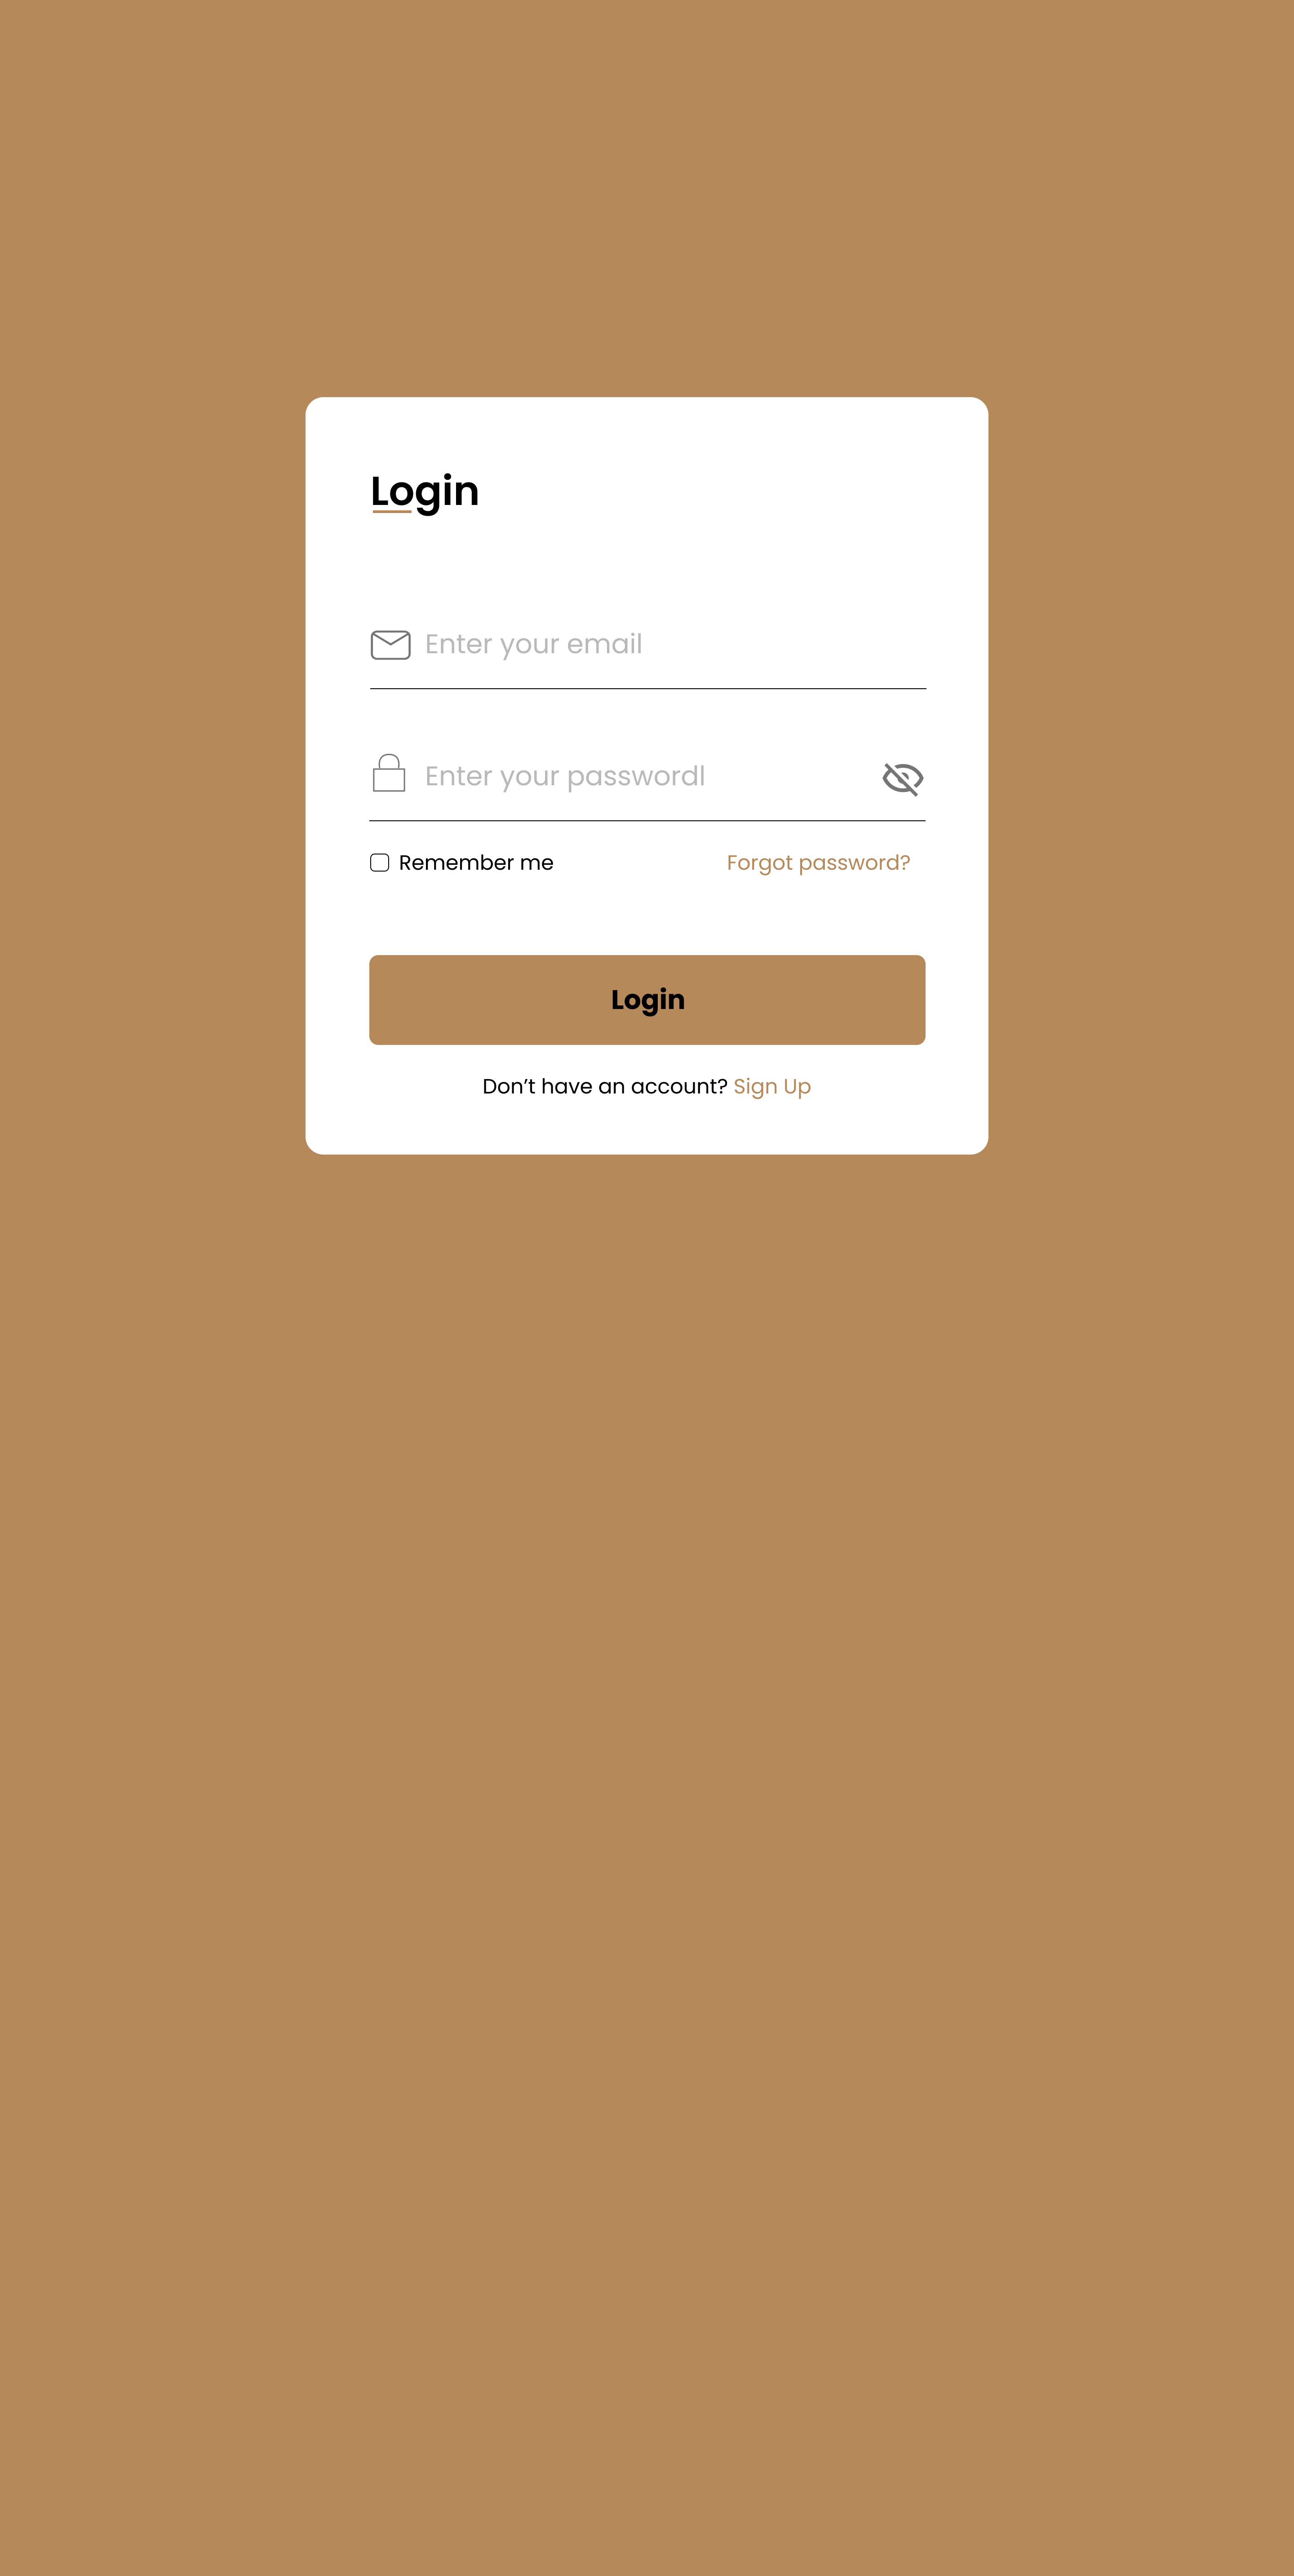 Login
Enter your email
Enter your passwordl
Remember me
Forgot password?
Login
Don’t have an account? Sign Up